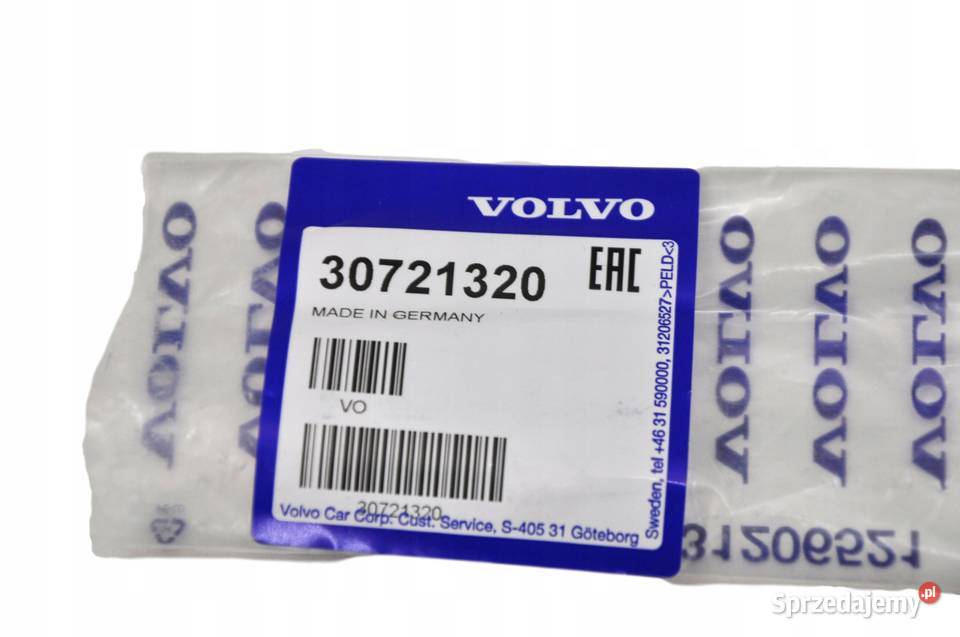 VOLVO
30721320
EAC
MADE IN GERMANY
VO
30721320
Volvo Car Corp. Cust. Service, S-405 31 Göteborg
Sweden, tel +46 31 590000, 31206527>PELD<3
VOLVO
VOLVO
VOLVO
VOLVO
VOLVO
31206521
Sprzedajemy.pl